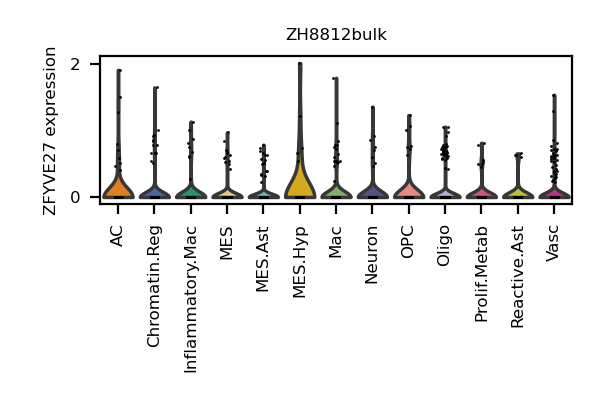 ZH8812bulk
ZFYVE27 expression
2
0
AC
Chromatin.Reg
Inflammatory.Mac
MES
MES.Ast
MES.Hyp
Mac
Neuron
OPC
Oligo
Prolif.Metab
Reactive.Ast
Vasc